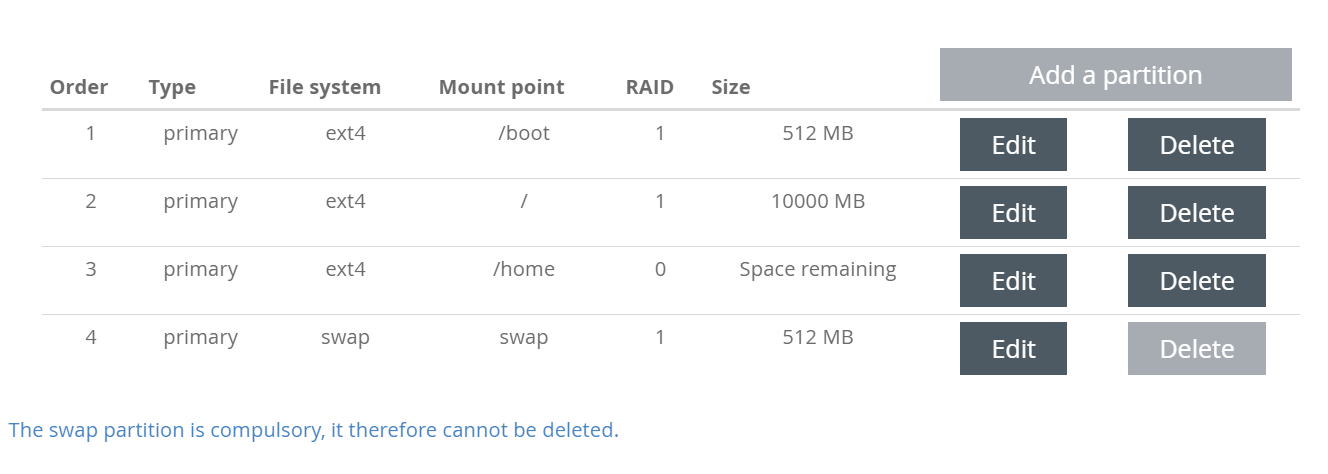 Order Type File system Mount point RAID Size Add a partition
1 primary ext4 /boot 1 512 MB Edit Delete
2 primary ext4 / 1 10000 MB Edit Delete
3 primary ext4 /home 0 Space remaining Edit Delete
4 primary swap swap 1 512 MB Edit Delete
The swap partition is compulsory, it therefore cannot be deleted.